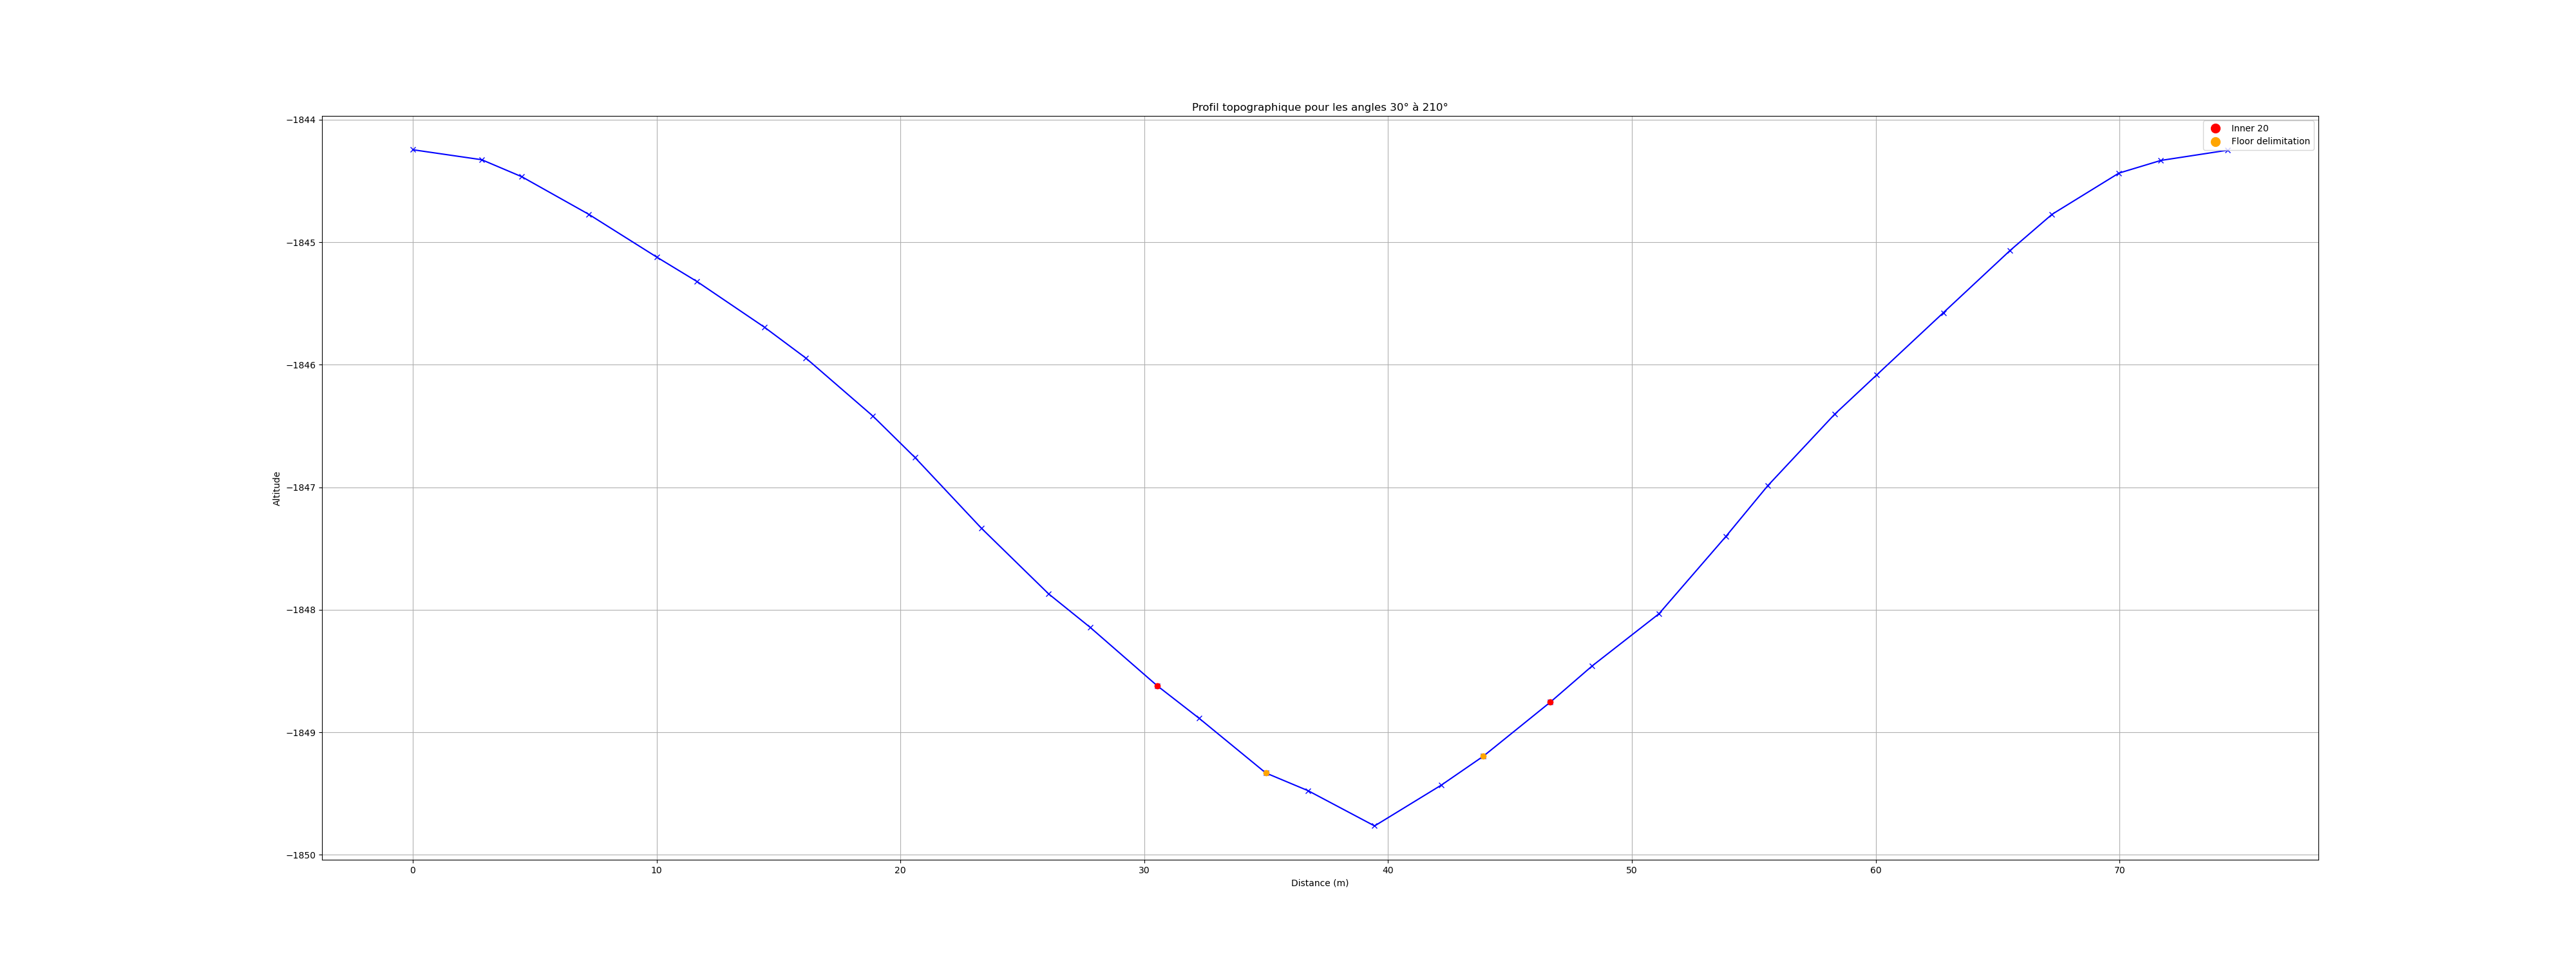 Profil topographique pour les angles 30° à 210°
Inner 20
Floor delimitation
Altitude
−1844
−1845
−1846
−1847
−1848
−1849
−1850
0 10 20 30 40 50 60 70
Distance (m)